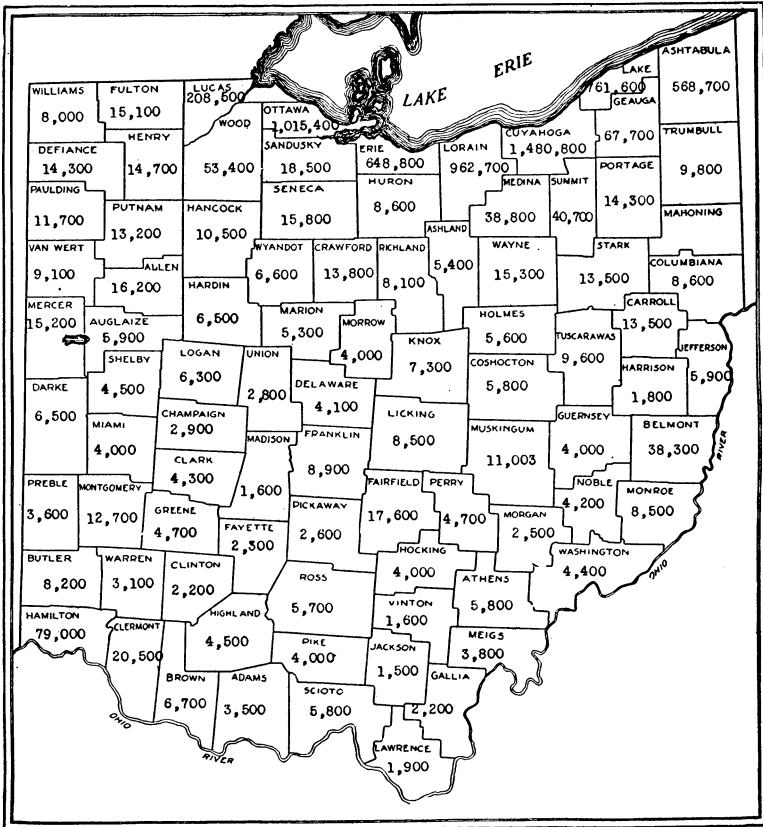 LAKE ERIE
WILLIAMS
8,000
FULTON
15,100
LUCAS
208,600
OTTAWA
1,015,400
LAKE
761,600
ASHTABULA
568,700
GEAUGA
67,700
DEFIANCE
14,300
HENRY
14,700
WOOD
53,400
SANDUSKY
18,500
ERIE
648,800
LORAIN
962,700
CUYAHOGA
1,480,800
TRUMBULL
9,800
PAULDING
11,700
PUTNAM
13,200
HANCOCK
10,500
SENECA
15,800
HURON
8,600
MEDINA
38,800
SUMMIT
40,700
PORTAGE
14,300
MAHONING
VAN WERT
9,100
ALLEN
16,200
WYANDOT
6,600
CRAWFORD
13,800
RICHLAND
8,100
ASHLAND
5,400
WAYNE
15,300
STARK
13,500
COLUMBIANA
8,600
MERCER
15,200
AUGLAIZE
5,900
HARDIN
6,500
MARION
5,300
MORROW
4,000
KNOX
7,300
HOLMES
5,600
TUSCARAWAS
9,600
CARROLL
13,500
JEFFERSON
5,900
SHELBY
4,500
LOGAN
6,300
UNION
2,800
DELAWARE
4,100
COSHOCTON
5,800
HARRISON
1,800
DARKE
6,500
MIAMI
4,000
CHAMPAIGN
2,900
MADISON
1,600
FRANKLIN
8,900
LICKING
8,500
MUSKINGUM
11,003
GUERNSEY
4,000
BELMONT
38,300
RIVER
PREBLE
3,600
MONTGOMERY
12,700
CLARK
4,300
GREENE
4,700
FAYETTE
2,300
PICKAWAY
2,600
FAIRFIELD
17,600
PERRY
4,700
MORGAN
2,500
NOBLE
4,200
MONROE
8,500
BUTLER
8,200
WARREN
3,100
CLINTON
2,200
ROSS
5,700
HOCKING
4,000
ATHENS
5,800
WASHINGTON
4,400
OHIO
HAMILTON
79,000
CLERMONT
20,500
HIGHLAND
4,500
PIKE
4,000
VINTON
1,600
JACKSON
1,500
MEIGS
3,800
GALLIA
2,200
BROWN
6,700
ADAMS
3,500
SCIOTO
5,800
LAWRENCE
1,900
OHIO
RIVER